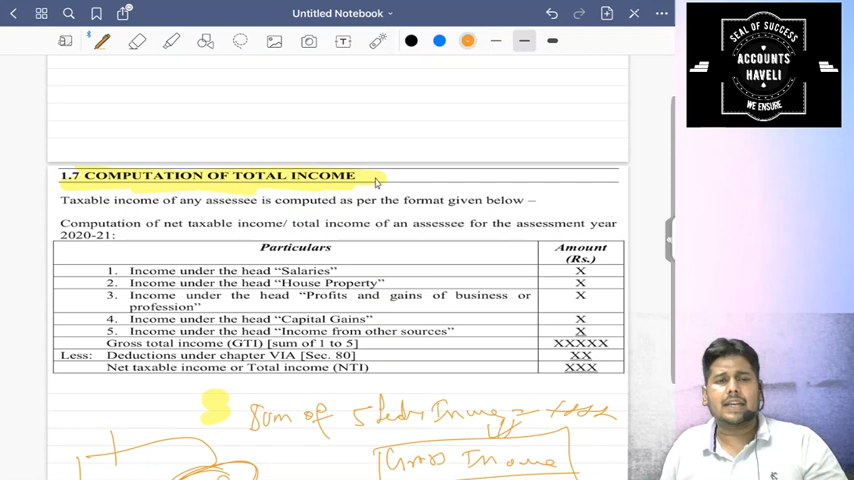 Untitled Notebook
SEAL OF SUCCESS
ACCOUNTS
HAVELI
WE ENSURE
1.7 COMPUTATION OF TOTAL INCOME
Taxable income of any assessee is computed as per the format given below –
Computation of net taxable income/ total income of an assessee for the assessment year
2020-21:
Particulars Amount
(Rs.)
1. Income under the head "Salaries" X
2. Income under the head "House Property" X
3. Income under the head "Profits and gains of business or X
profession"
4. Income under the head "Capital Gains" X
5. Income under the head "Income from other sources" X
Gross total income (GTI) [sum of 1 to 5] XXXXX
Less: Deductions under chapter VIA [Sec. 80] XX
Net taxable income or Total income (NTI) XXX
Sum of 5
Gross Income